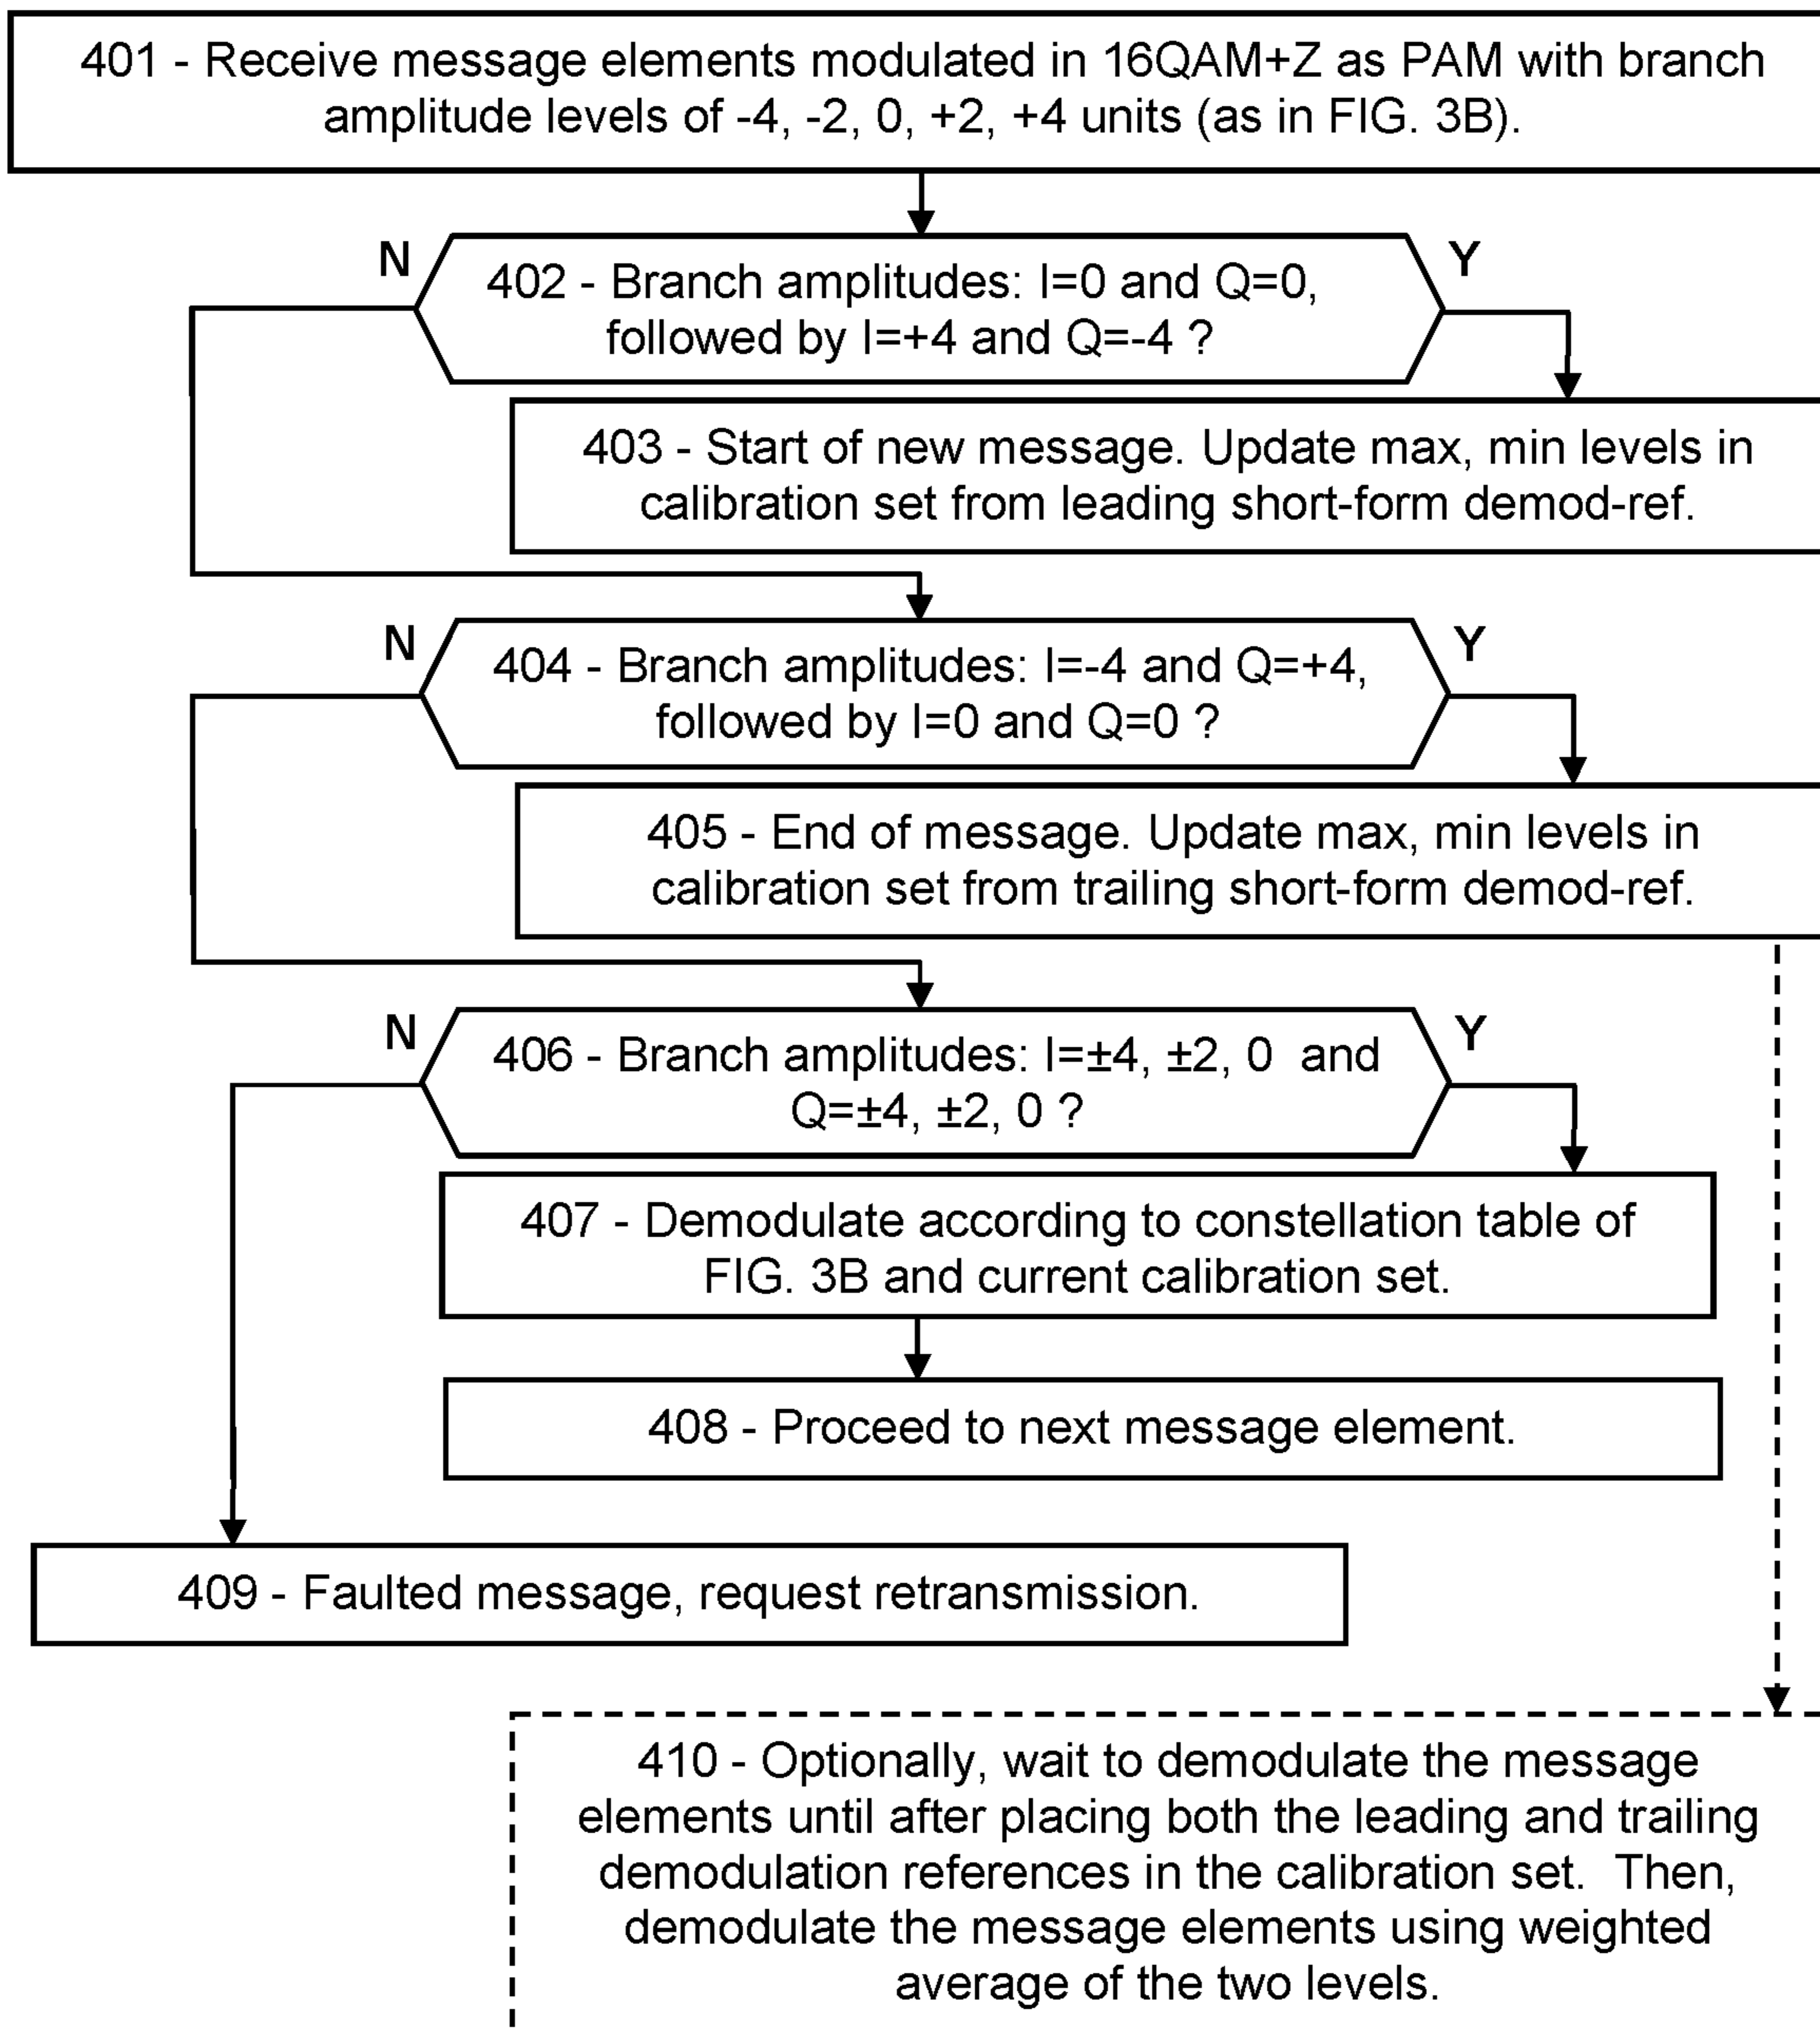 401 - Receive message elements modulated in 16QAM+Z as PAM with branch
amplitude levels of -4, -2, 0, +2, +4 units (as in FIG. 3B).
N
Y
402 - Branch amplitudes: I=0 and Q=0,
followed by I=+4 and Q=-4 ?
403 - Start of new message. Update max, min levels in
calibration set from leading short-form demod-ref.
N
Y
404 - Branch amplitudes: I=-4 and Q=+4,
followed by I=0 and Q=0 ?
405 - End of message. Update max, min levels in
calibration set from trailing short-form demod-ref.
N
Y
406 - Branch amplitudes: I=±4, ±2, 0  and
Q=±4, ±2, 0 ?
407 - Demodulate according to constellation table of
FIG. 3B and current calibration set.
408 - Proceed to next message element.
409 - Faulted message, request retransmission.
410 - Optionally, wait to demodulate the message
elements until after placing both the leading and trailing
demodulation references in the calibration set.  Then,
demodulate the message elements using weighted
average of the two levels.